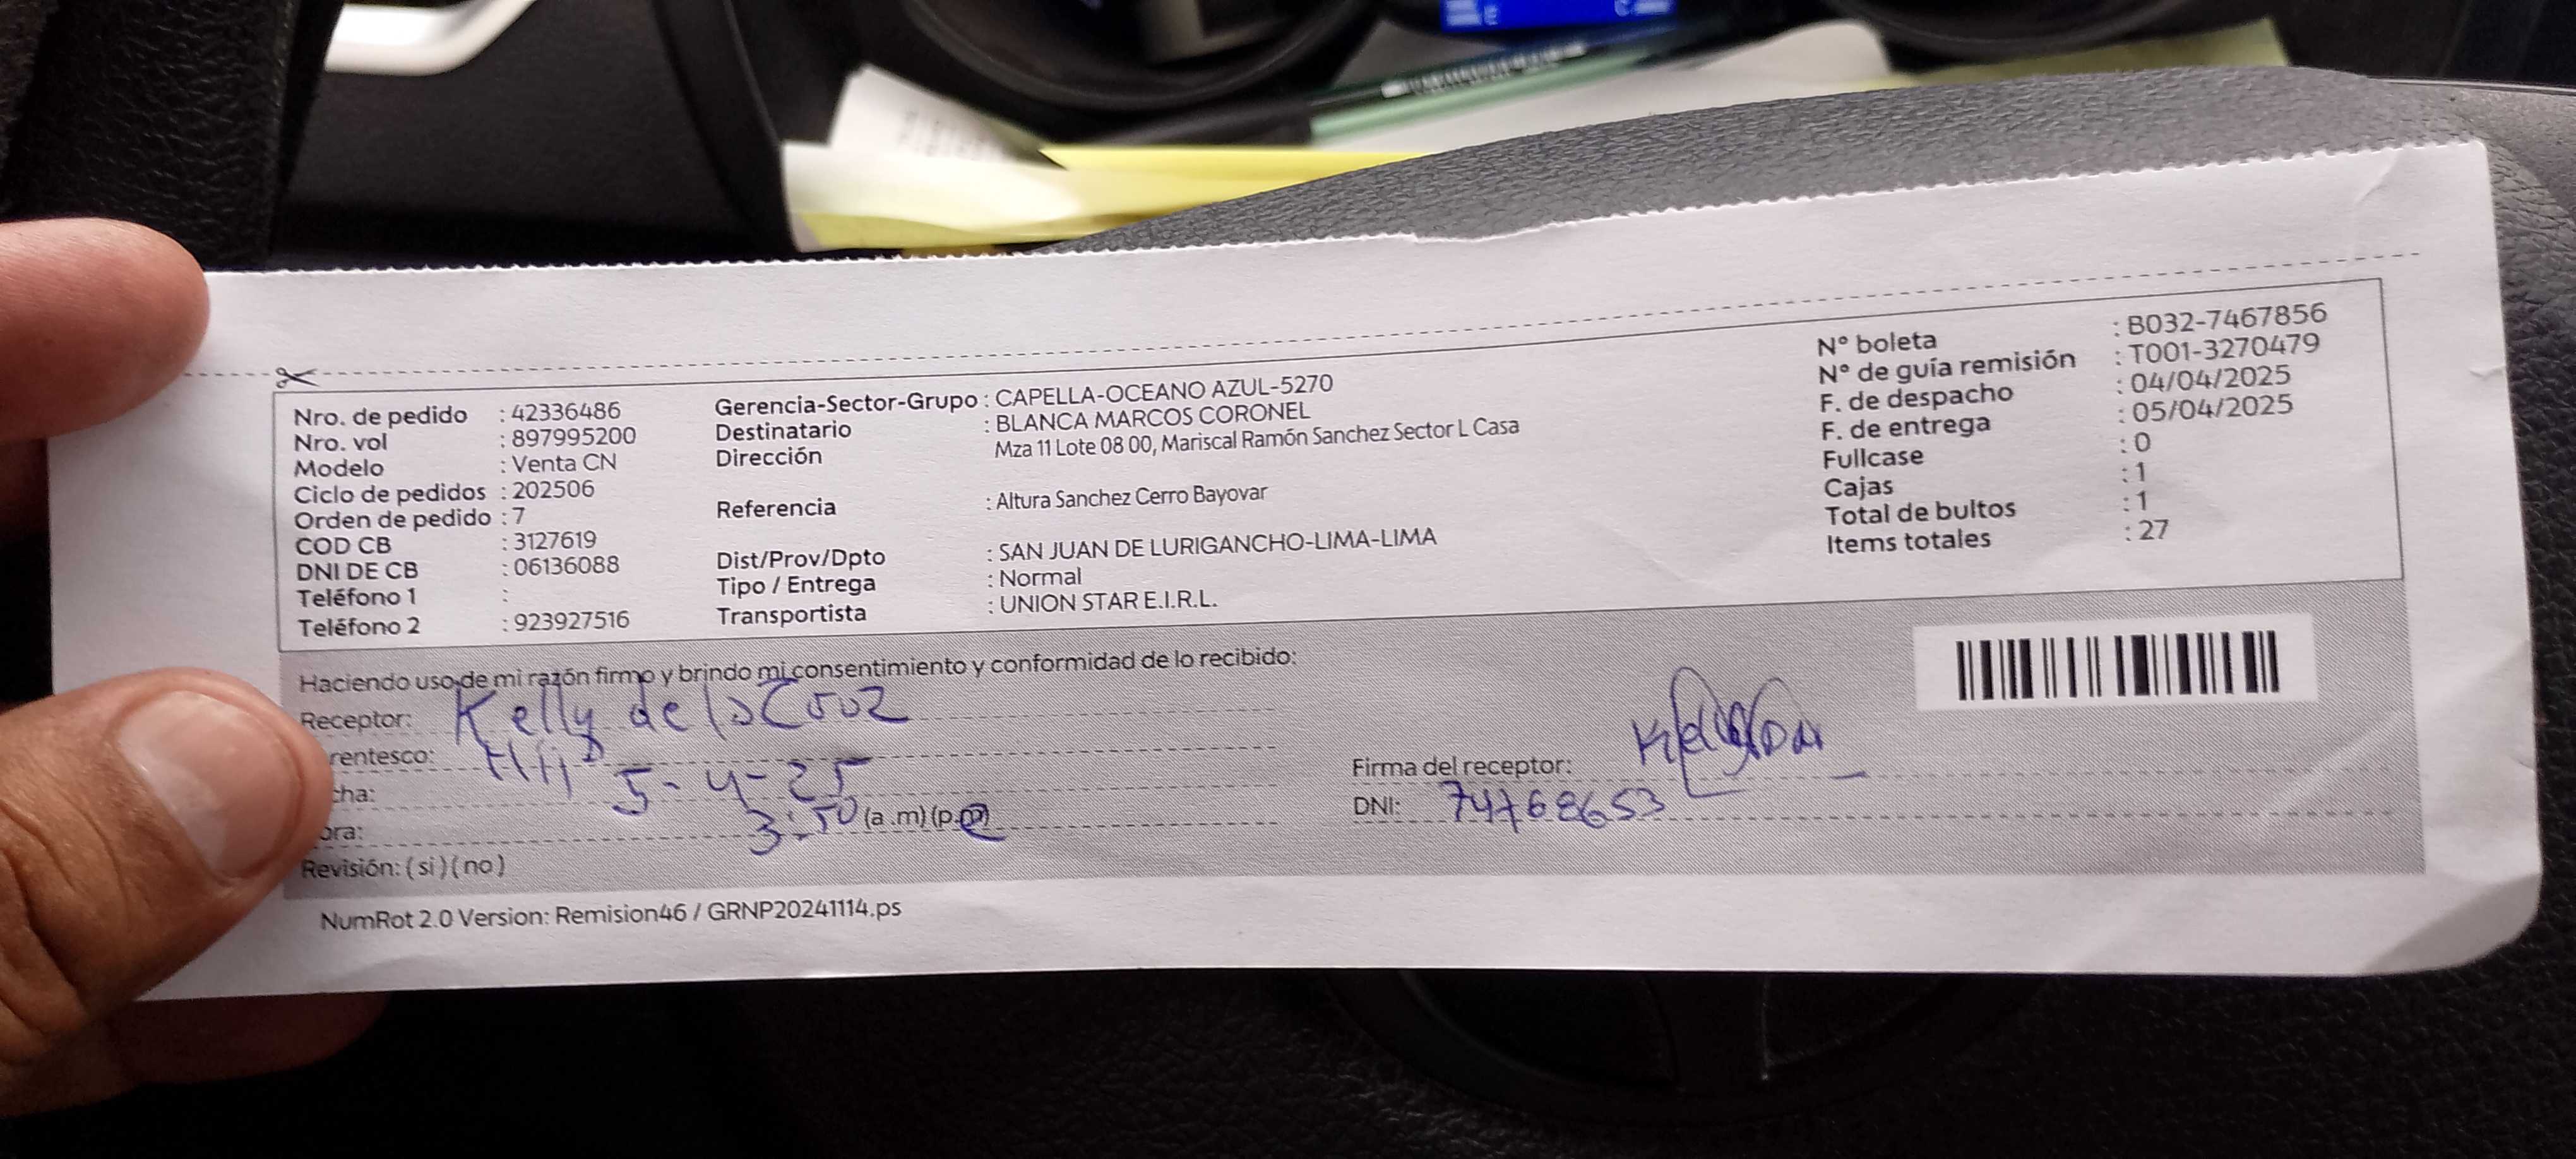 Nro. de pedido : 42336486
Nro. vol : 897995200
Modelo : Venta CN
Ciclo de pedidos : 202506
Orden de pedido : 7
COD CB : 3127619
DNI DE CB : 06136088
Teléfono 1 :
Teléfono 2 : 923927516
Gerencia-Sector-Grupo : CAPELLA-OCEANO AZUL-5270
Destinatario : BLANCA MARCOS CORONEL
Dirección Mza 11 Lote 08 00, Mariscal Ramón Sanchez Sector L Casa
Referencia : Altura Sanchez Cerro Bayovar
Dist/Prov/Dpto : SAN JUAN DE LURIGANCHO-LIMA-LIMA
Tipo / Entrega : Normal
Transportista : UNION STAR E.I.R.L.
N° boleta : B032-7467856
N° de guía remisión : T001-3270479
F. de despacho : 04/04/2025
F. de entrega : 05/04/2025
Fullcase : 0
Cajas : 1
Total de bultos : 1
Items totales : 27
Haciendo uso de mi razón firmo y brindo mi consentimiento y conformidad de lo recibido:
Receptor: Kelly de la Cruz
rentesco: Hija
cha: 5-4-25
ora: 3:50 (a .m) (p.m)
Revisión: ( si ) ( no )
Firma del receptor:
DNI: 74768653
NumRot 2.0 Version: Remision46 / GRNP20241114.ps